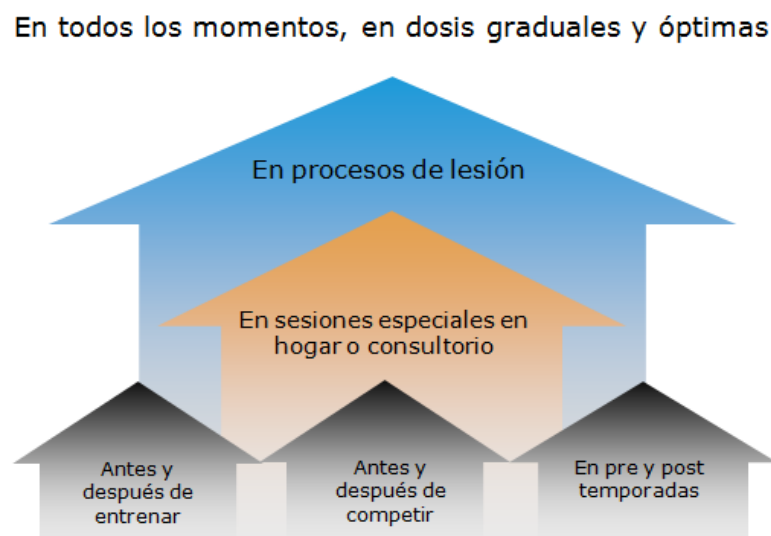 En todos los momentos, en dosis graduales y óptimas
En procesos de lesión
En sesiones especiales en
hogar o consultorio
Antes y
después de
entrenar
Antes y
después de
competir
En pre y post
temporadas